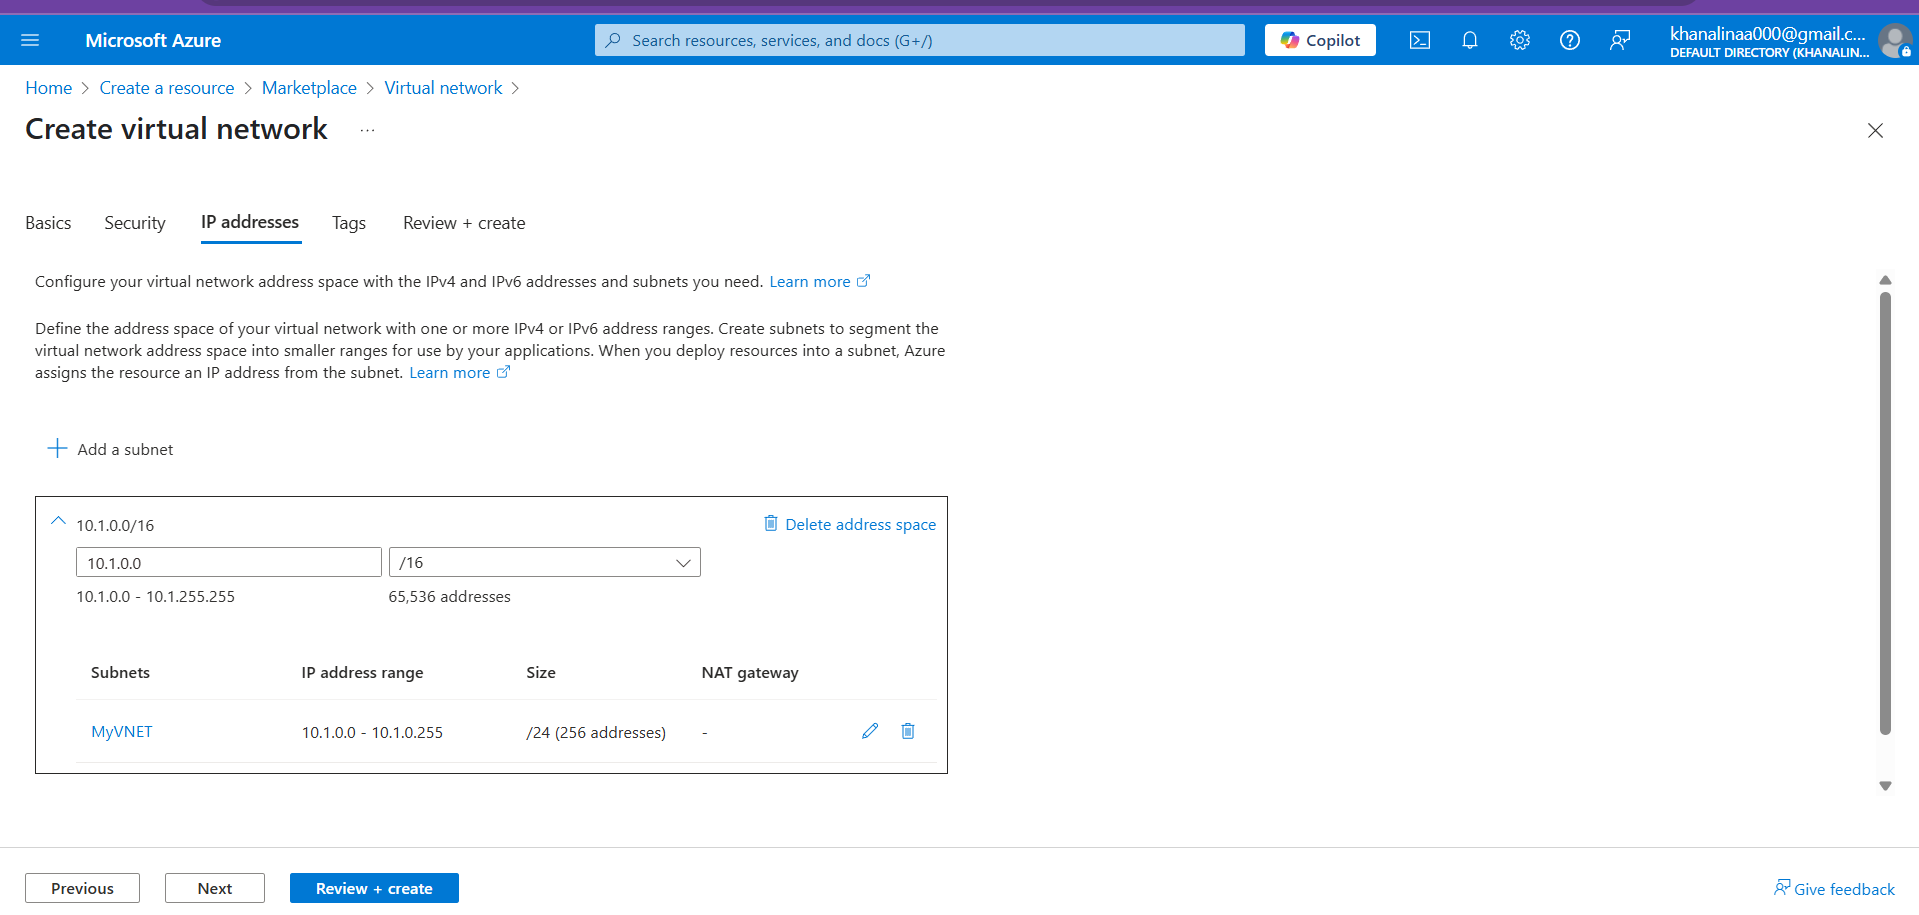 Microsoft Azure
Search resources, services, and docs (G+/)
Copilot
khanalinaa000@gmail.c...
DEFAULT DIRECTORY (KHANALIN...
Home > Create a resource > Marketplace > Virtual network >
Create virtual network ...
Basics Security IP addresses Tags Review + create
Configure your virtual network address space with the IPv4 and IPv6 addresses and subnets you need. Learn more
Define the address space of your virtual network with one or more IPv4 or IPv6 address ranges. Create subnets to segment the
virtual network address space into smaller ranges for use by your applications. When you deploy resources into a subnet, Azure
assigns the resource an IP address from the subnet. Learn more
Add a subnet
10.1.0.0/16 Delete address space
10.1.0.0 /16
10.1.0.0 - 10.1.255.255 65,536 addresses
Subnets IP address range Size NAT gateway
MyVNET 10.1.0.0 - 10.1.0.255 /24 (256 addresses) -
Previous Next Review + create Give feedback